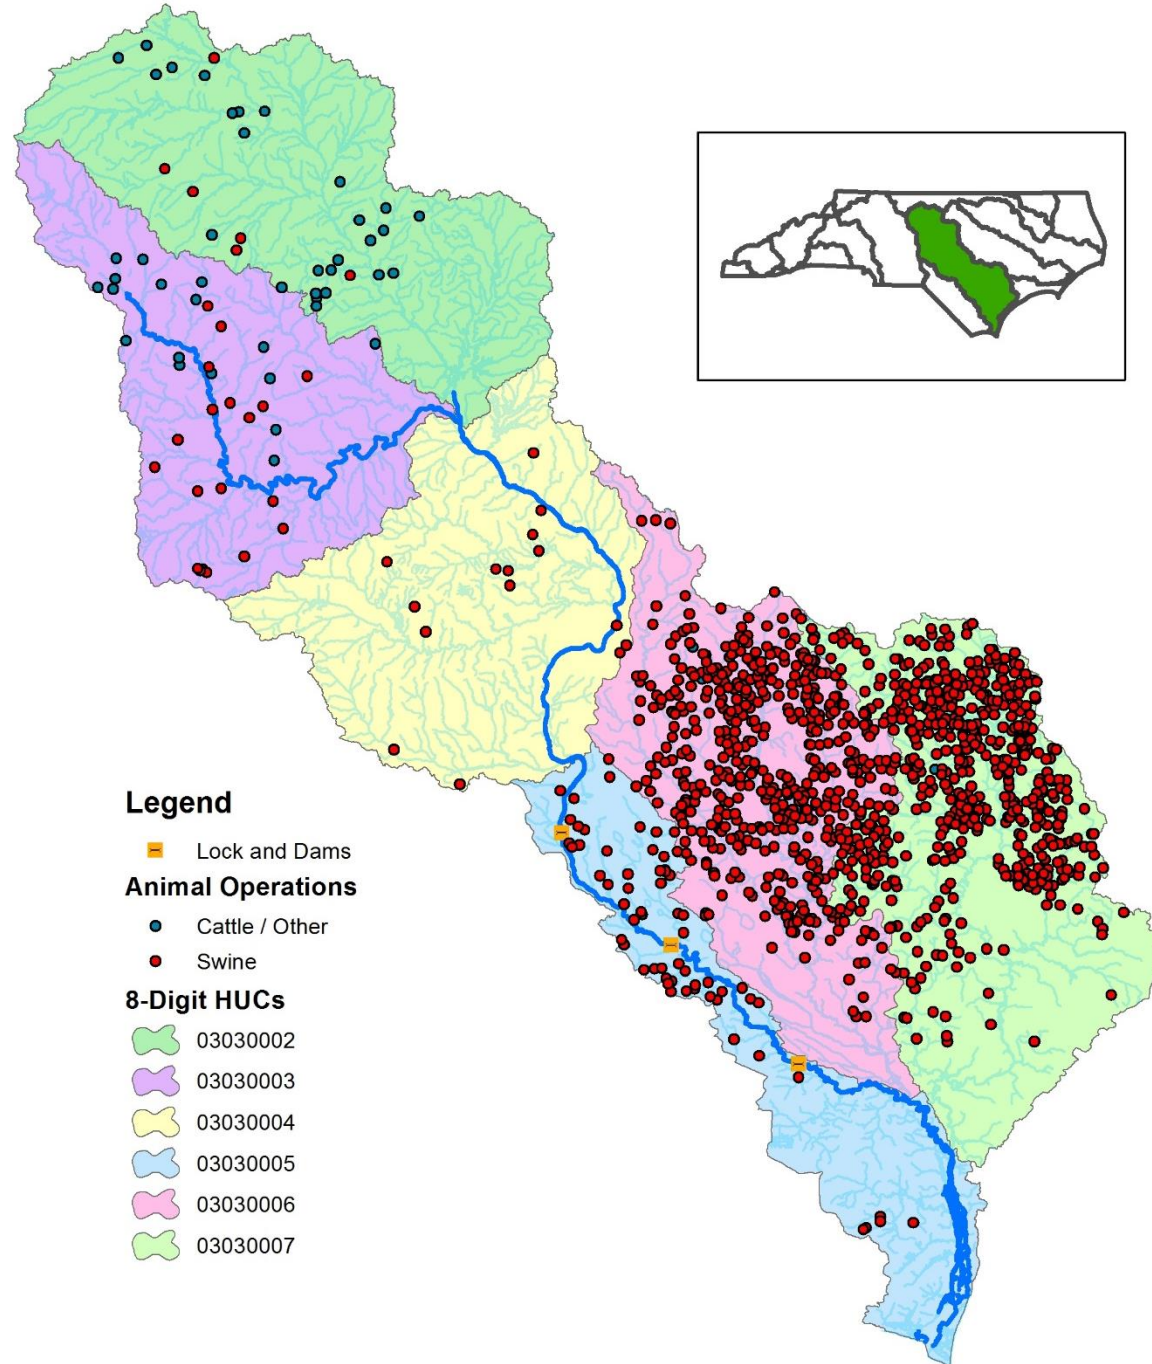 Legend
Lock and Dams
Animal Operations
Cattle / Other
Swine
8-Digit HUCs
03030002
03030003
03030004
03030005
03030006
03030007